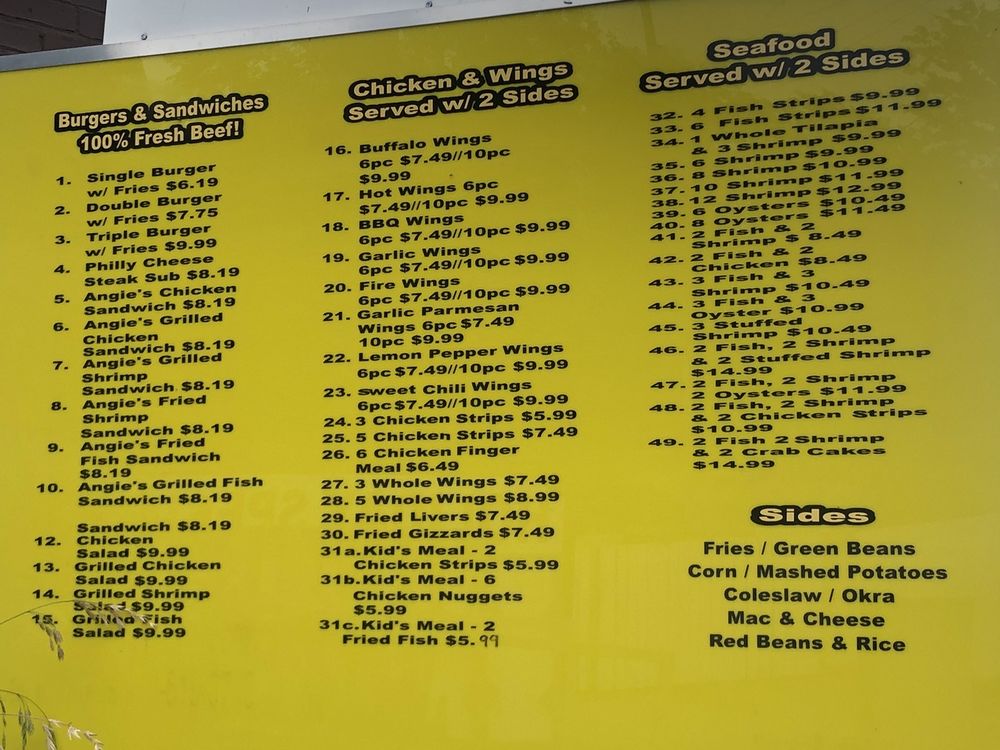 Burgers & Sandwiches
100% Fresh Beef!
1. Single Burger
w/ Fries $6.19
2. Double Burger
w/ Fries $7.75
3. Triple Burger
w/ Fries $9.99
4. Philly Cheese
Steak Sub $8.19
5. Angie's Chicken
Sandwich $8.19
6. Angie's Grilled
Chicken
Sandwich $8.19
7. Angie's Grilled
Shrimp
Sandwich $8.19
8. Angie's Fried
Shrimp
Sandwich $8.19
9. Angie's Fried
Fish Sandwich
$8.19
10. Angie's Grilled Fish
Sandwich $8.19
Sandwich $8.19
12. Chicken
Salad $9.99
13. Grilled Chicken
Salad $9.99
14. Grilled Shrimp
Salad $9.99
15. Grilled Fish
Salad $9.99
Chicken & Wings
Served w/ 2 Sides
16. Buffalo Wings
6pc $7.49//10pc
$9.99
17. Hot Wings 6pc
$7.49//10pc $9.99
18. BBQ Wings
6pc $7.49//10pc $9.99
19. Garlic Wings
6pc $7.49//10pc $9.99
20. Fire Wings
6pc $7.49//10pc $9.99
21. Garlic Parmesan
Wings 6pc $7.49
10pc $9.99
22. Lemon Pepper Wings
6pc $7.49//10pc $9.99
23. sweet Chili Wings
6pc $7.49//10pc $9.99
24. 3 Chicken Strips $5.99
25. 5 Chicken Strips $7.49
26. 6 Chicken Finger
Meal $6.49
27. 3 Whole Wings $7.49
28. 5 Whole Wings $8.99
29. Fried Livers $7.49
30. Fried Gizzards $7.49
31a. Kid's Meal - 2
Chicken Strips $5.99
31b. Kid's Meal - 6
Chicken Nuggets
$5.99
31c. Kid's Meal - 2
Fried Fish $5.99
Seafood
Served w/ 2 Sides
32. 4 Fish Strips $9.99
33. 6 Fish Strips $11.99
34. 1 Whole Tilapia
& 3 Shrimp $9.99
35. 6 Shrimp $9.99
36. 8 Shrimp $10.99
37. 10 Shrimp $11.99
38. 12 Shrimp $12.99
39. 6 Oysters $10.49
40. 8 Oysters $11.49
41. 2 Fish & 2
Shrimp $ 8.49
42. 2 Fish & 2
Chicken $8.49
43. 3 Fish & 3
Shrimp $10.49
44. 3 Fish & 3
Oyster $10.99
45. 3 Stuffed
Shrimp $10.49
46. 2 Fish, 2 Shrimp
& 2 Stuffed Shrimp
$14.99
47. 2 Fish, 2 Shrimp
2 Oysters $11.99
48. 2 Fish, 2 Shrimp
& 2 Chicken Strips
$10.99
49. 2 Fish 2 Shrimp
& 2 Crab Cakes
$14.99
Sides
Fries / Green Beans
Corn / Mashed Potatoes
Coleslaw / Okra
Mac & Cheese
Red Beans & Rice